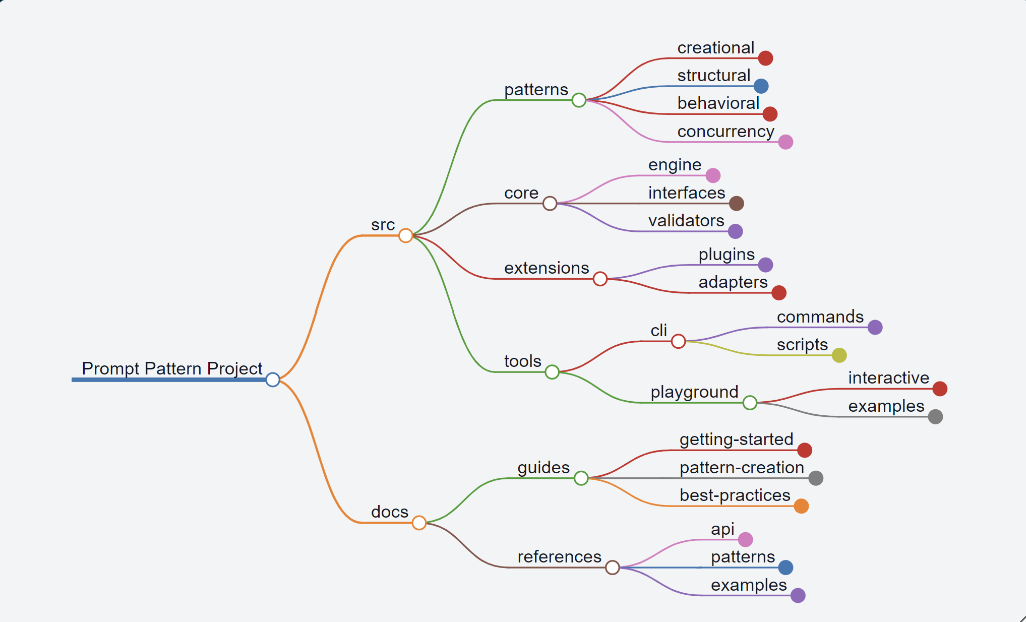 creational
structural
patterns
behavioral
concurrency
engine
core
interfaces
validators
src
plugins
extensions
adapters
commands
cli
scripts
tools
Prompt Pattern Project
interactive
playground
examples
getting-started
guides
pattern-creation
best-practices
docs
api
references
patterns
examples